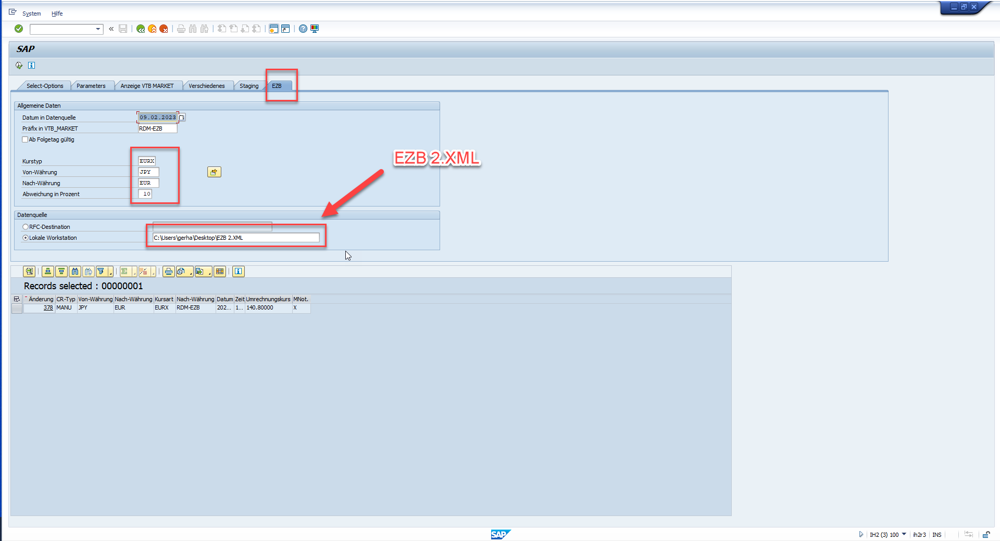 System Hilfe
SAP
Select-Options Parameters Anzeige VTB MARKET Verschiedenes Staging EZB
Allgemeine Daten
Datum in Datenquelle 09.02.2023
Präfix in VTB_MARKET RDM-EZB
Ab Folgetag gültig
EZB 2.XML
Kurstyp EURX
Von-Währung JPY
Nach-Währung EUR
Abweichung in Prozent 10
Datenquelle
RFC-Destination
Lokale Workstation C:\Users\gerha\Desktop\EZB 2.XML
Records selected : 00000001
Änderung CR-Typ Von-Währung Nach-Währung Kursart Nach-Währung Datum Zeit Umrechnungskurs MNot.
378 MANU JPY EUR EURX RDM-EZB 202... 1... 140.80000 X
SAP IH2 (3) 100 ih2r3 INS